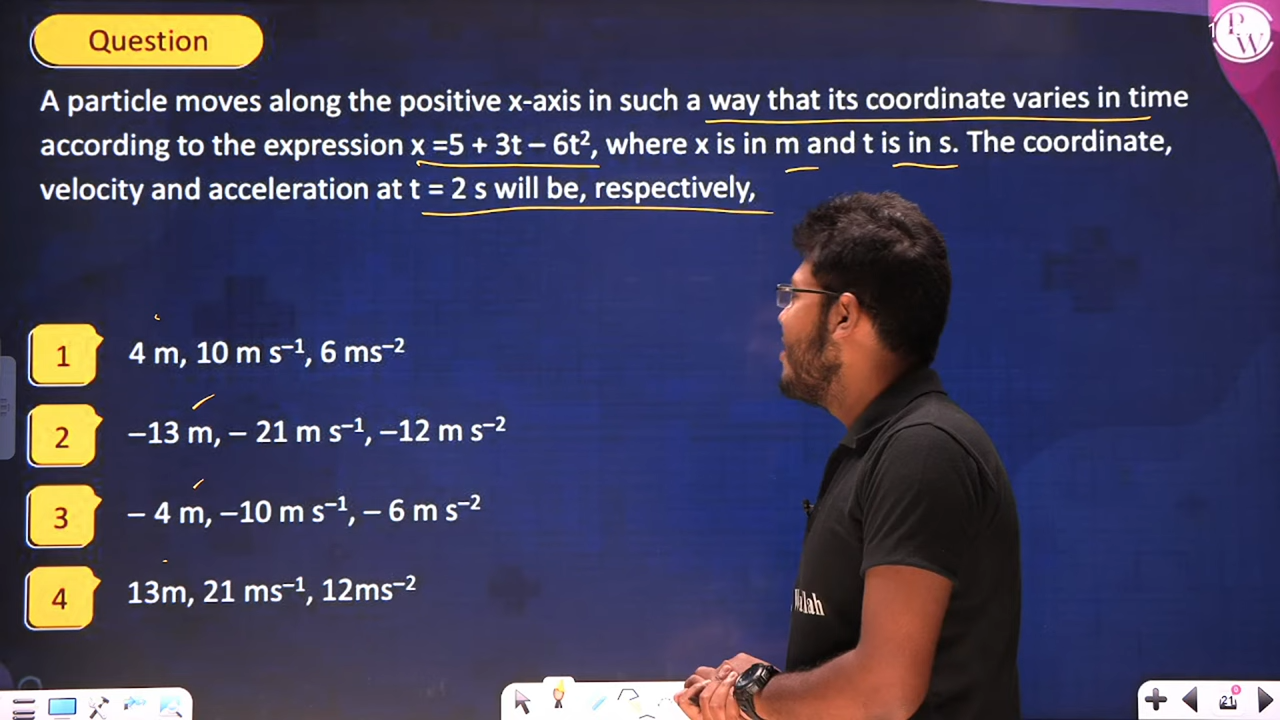 Question
A particle moves along the positive x-axis in such a way that its coordinate varies in time
according to the expression x =5 + 3t – 6t², where x is in m and t is in s. The coordinate,
velocity and acceleration at t = 2 s will be, respectively,
1 4 m, 10 m s⁻¹, 6 ms⁻²
2 –13 m, – 21 m s⁻¹, –12 m s⁻²
3 – 4 m, –10 m s⁻¹, – 6 m s⁻²
4 13m, 21 ms⁻¹, 12ms⁻²
PW
21